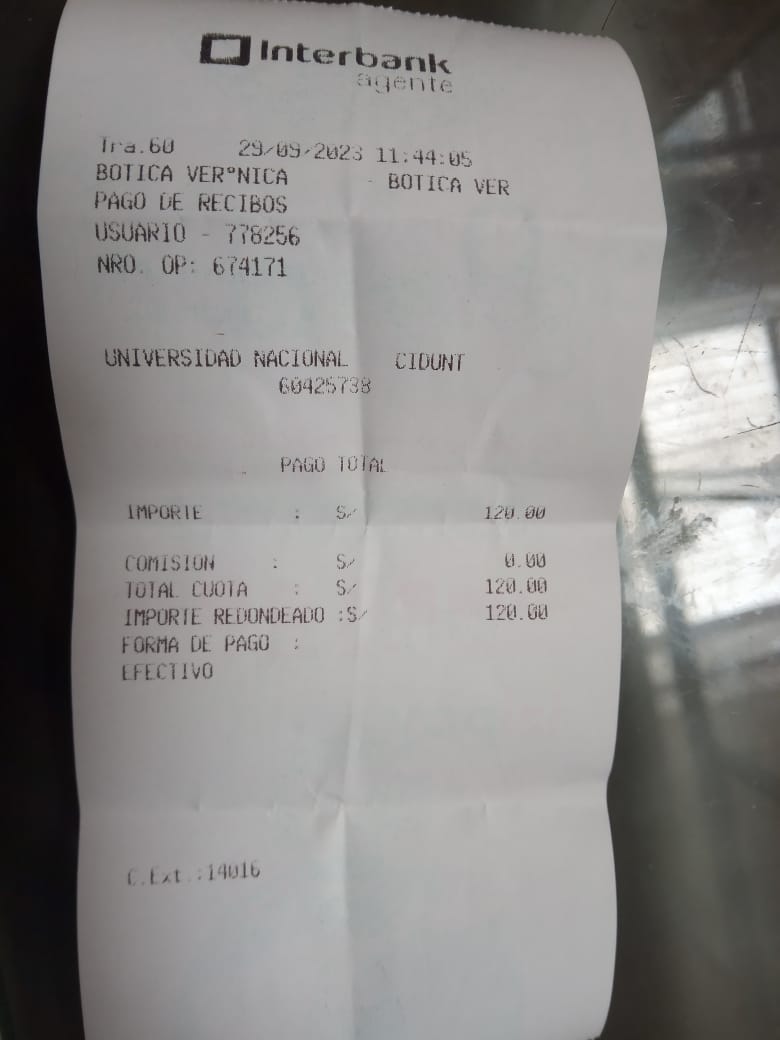 Interbank
agente
Tra.60 29/09/2023 11:44:05
BOTICA VER°NICA - BOTICA VER
PAGO DE RECIBOS
USUARIO - 778256
NRO. OP: 674171
UNIVERSIDAD NACIONAL CIDUNT
60425738
PAGO TOTAL
IMPORTE : S/ 120.00
COMISION : S/ 0.00
TOTAL CUOTA : S/ 120.00
IMPORTE REDONDEADO :S/ 120.00
FORMA DE PAGO :
EFECTIVO
C.Ext.:14016